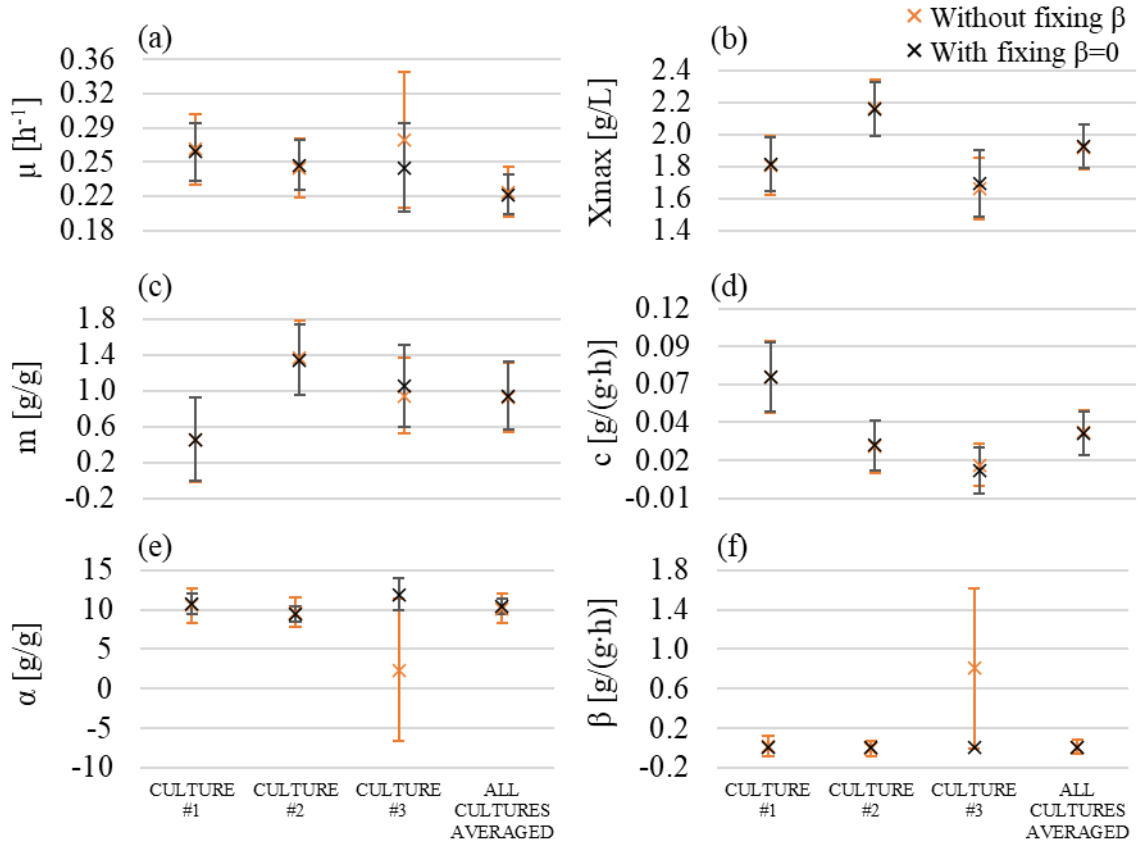 Without fixing β
With fixing β=0
(a)
0.36
0.32
0.29
0.25
0.22
0.18
μ [h⁻¹]
(b)
2.4
2.2
2.0
1.8
1.6
1.4
Xmax [g/L]
(c)
1.8
1.4
1.0
0.6
0.2
-0.2
m [g/g]
(d)
0.12
0.09
0.07
0.04
0.02
-0.01
c [g/(g·h)]
(e)
15
10
5
0
-5
-10
α [g/g]
CULTURE
#1
CULTURE
#2
CULTURE
#3
ALL
CULTURES
AVERAGED
(f)
1.8
1.4
1.0
0.6
0.2
-0.2
β [g/(g·h)]
CULTURE
#1
CULTURE
#2
CULTURE
#3
ALL
CULTURES
AVERAGED